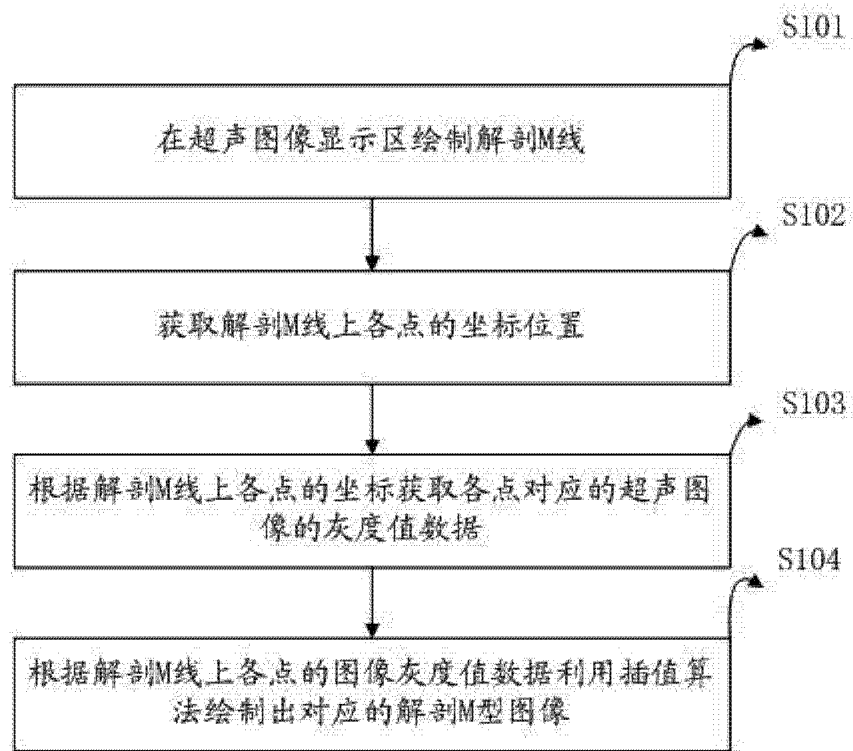 S101
在超声图像显示区绘制解剖M线
S102
获取解剖M线上各点的坐标位置
S103
根据解剖M线上各点的坐标获取各点对应的超声图
像的灰度值数据
S104
根据解剖M线上各点的图像灰度值数据利用插值算
法绘制出对应的解剖M型图像